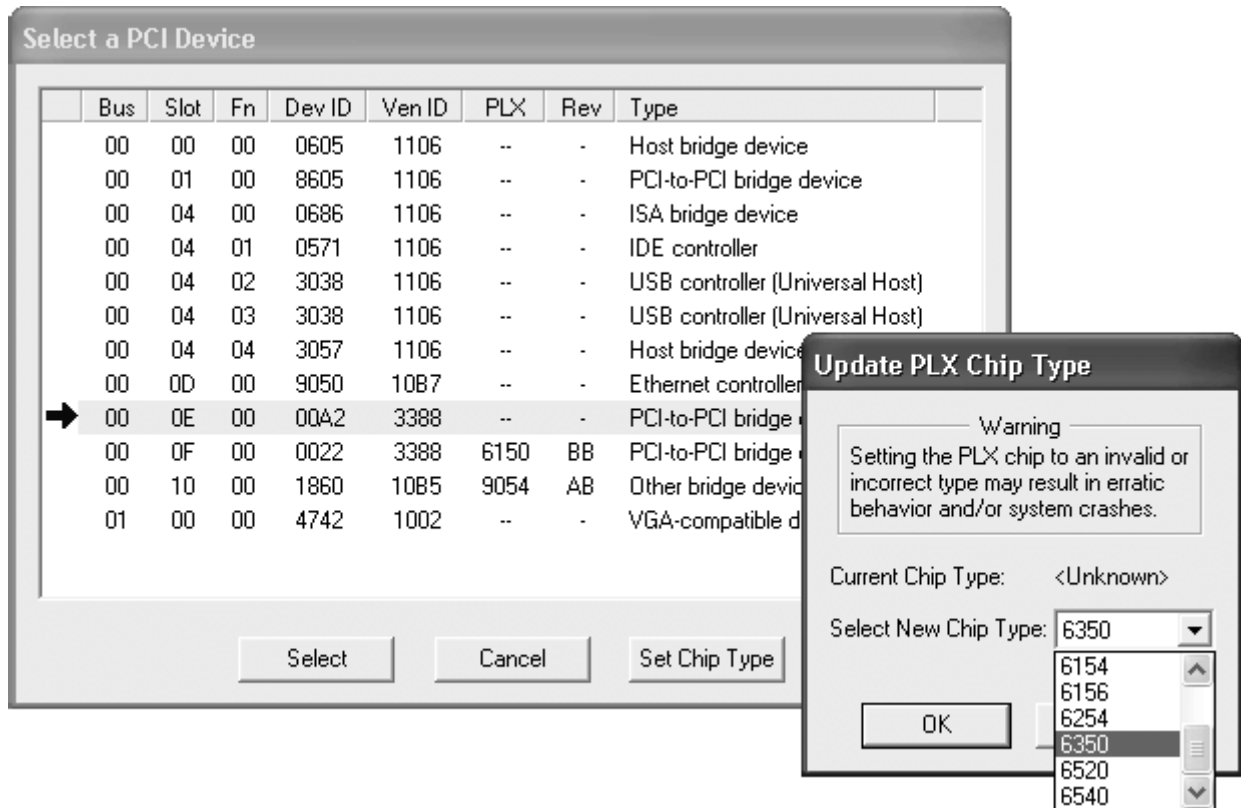 Select a PCI Device
Bus Slot Fn Dev ID Ven ID PLX Rev Type
00 00 00 0605 1106 -- - Host bridge device
00 01 00 8605 1106 -- - PCI-to-PCI bridge device
00 04 00 0686 1106 -- - ISA bridge device
00 04 01 0571 1106 -- - IDE controller
00 04 02 3038 1106 -- - USB controller (Universal Host)
00 04 03 3038 1106 -- - USB controller (Universal Host)
00 04 04 3057 1106 -- - Host bridge device
00 0D 00 9050 10B7 -- - Ethernet controller
00 0E 00 00A2 3388 -- - PCI-to-PCI bridge
00 0F 00 0022 3388 6150 BB PCI-to-PCI bridge
00 10 00 1860 10B5 9054 AB Other bridge devic
01 00 00 4742 1002 -- - VGA-compatible d
Select Cancel Set Chip Type
Update PLX Chip Type
Warning
Setting the PLX chip to an invalid or
incorrect type may result in erratic
behavior and/or system crashes.
Current Chip Type: <Unknown>
Select New Chip Type: 6350
6154
6156
6254
6350
6520
6540
OK